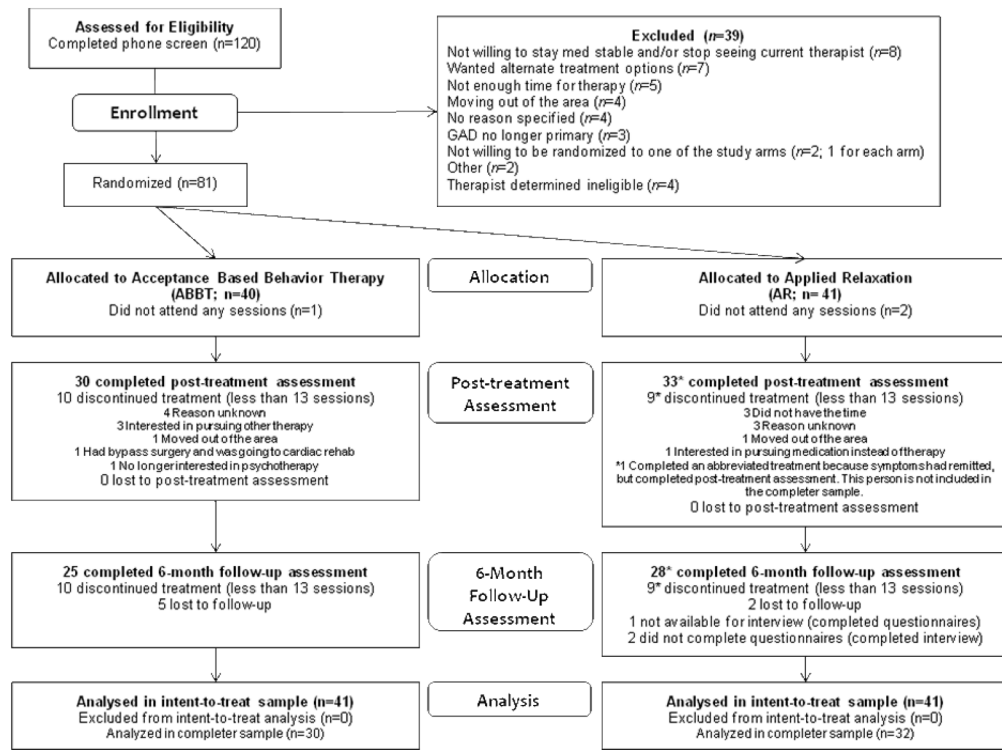 Assessed for Eligibility
Completed phone screen (n=120)
Excluded (n=39)
Not willing to stay med stable and/or stop seeing current therapist (n=8)
Wanted alternate treatment options (n=7)
Not enough time for therapy (n=5)
Moving out of the area (n=4)
No reason specified (n=4)
GAD no longer primary (n=3)
Not willing to be randomized to one of the study arms (n=2; 1 for each arm)
Other (n=2)
Therapist determined ineligible (n=4)
Enrollment
Randomized (n=81)
Allocated to Acceptance Based Behavior Therapy
(ABBT; n=40)
Did not attend any sessions (n=1)
Allocation
Allocated to Applied Relaxation
(AR; n= 41)
Did not attend any sessions (n=2)
30 completed post-treatment assessment
10 discontinued treatment (less than 13 sessions)
4 Reason unknown
3 Interested in pursuing other therapy
1 Moved out of the area
1 Had bypass surgery and was going to cardiac rehab
1 No longer interested in psychotherapy
0 lost to post-treatment assessment
Post-treatment
Assessment
33* completed post-treatment assessment
9* discontinued treatment (less than 13 sessions)
3 Did not have the time
3 Reason unknown
1 Moved out of the area
1 Interested in pursuing medication instead of therapy
*1 Completed an abbreviated treatment because symptoms had remitted,
but completed post-treatment assessment. This person is not included in
the completer sample.
0 lost to post-treatment assessment
25 completed 6-month follow-up assessment
10 discontinued treatment (less than 13 sessions)
5 lost to follow-up
6-Month
Follow-Up
Assessment
28* completed 6-month follow-up assessment
9* discontinued treatment (less than 13 sessions)
2 lost to follow-up
1 not available for interview (completed questionnaires)
2 did not complete questionnaires (completed interview)
Analysed in intent-to-treat sample (n=41)
Excluded from intent-to-treat analysis (n=0)
Analyzed in completer sample (n=30)
Analysis
Analysed in intent-to-treat sample (n=41)
Excluded from intent-to-treat analysis (n=0)
Analyzed in completer sample (n=32)